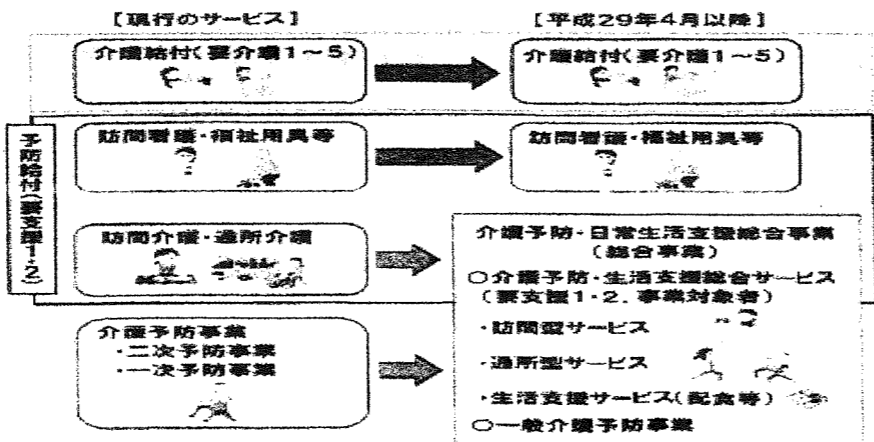 【現行のサービス】
【平成29年4月以降】
介護給付(要介護1~5)
介護給付(要介護1~5)
予防給付(要支援1・2)
訪問看護・福祉用具等
訪問看護・福祉用具等
訪問介護・通所介護
介護予防・日常生活支援総合事業
(総合事業)
○介護予防・生活支援総合サービス
(要支援1・2、事業対象者)
・訪問型サービス
・通所型サービス
・生活支援サービス(配食等)
○一般介護予防事業
介護予防事業
・二次予防事業
・一次予防事業